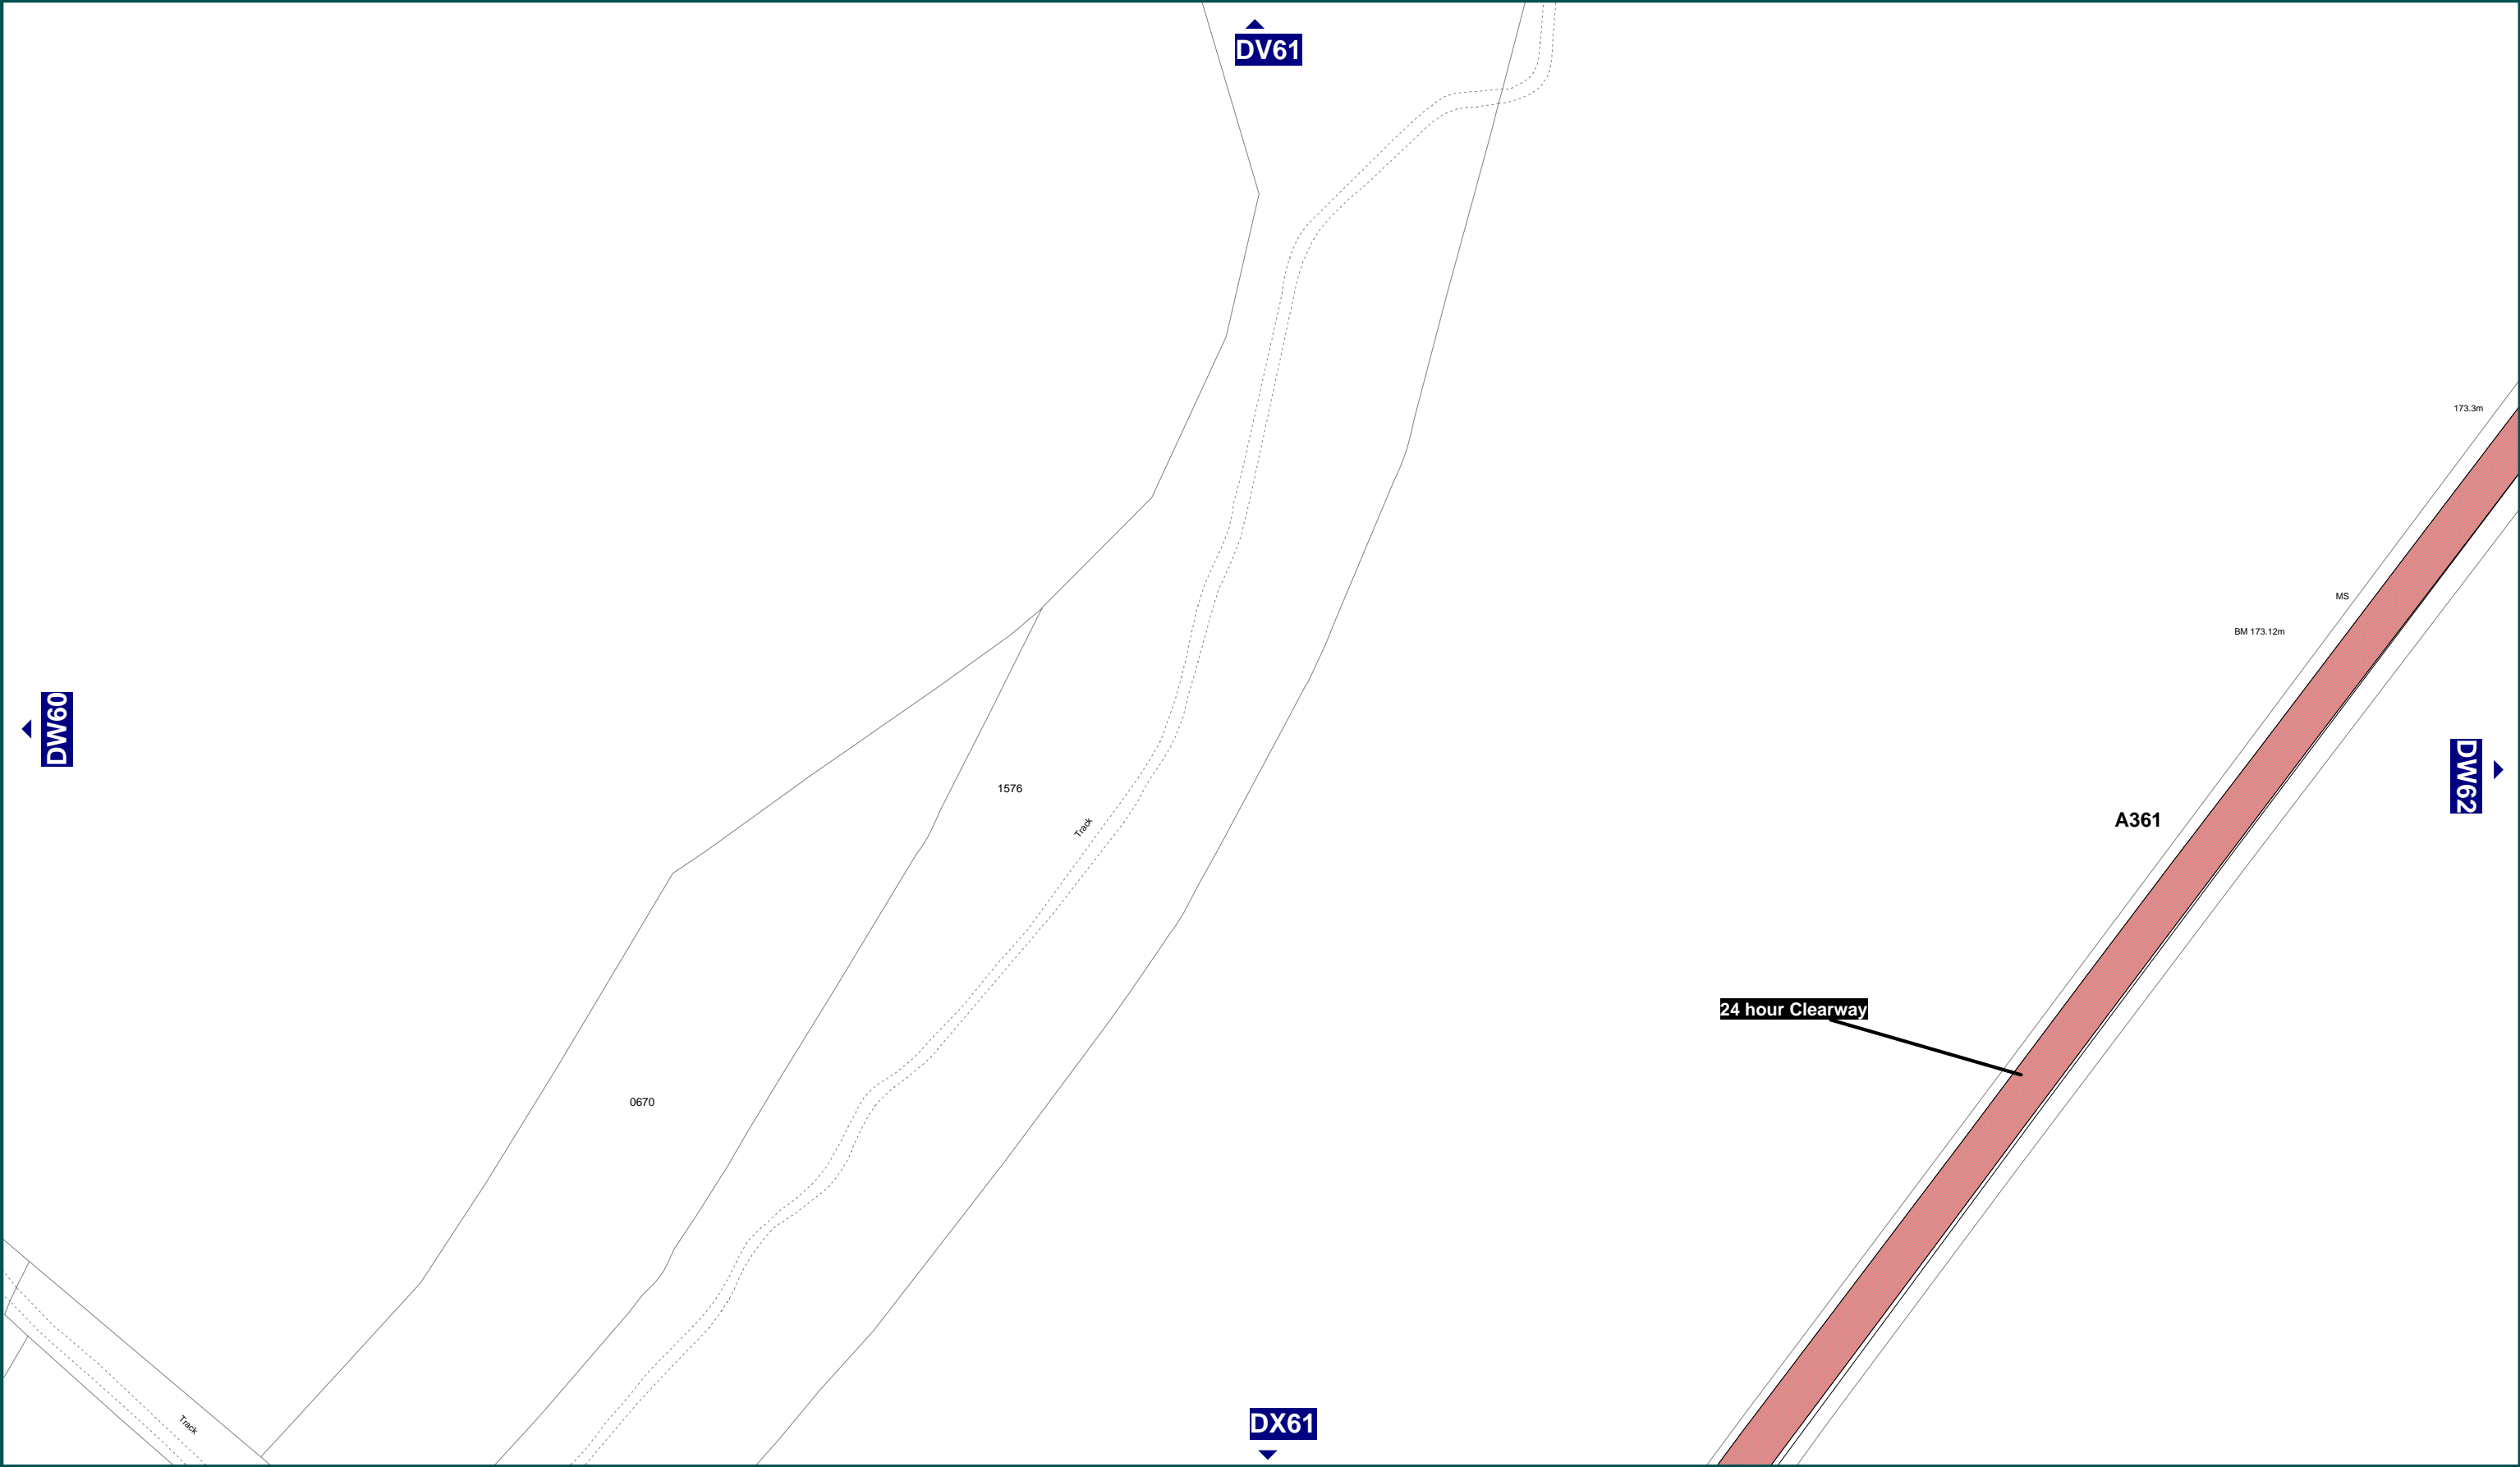 DV61
173.3m
MS
BM 173.12m
DW60
DW62
1576
Track
A361
24 hour Clearway
0670
Track
DX61